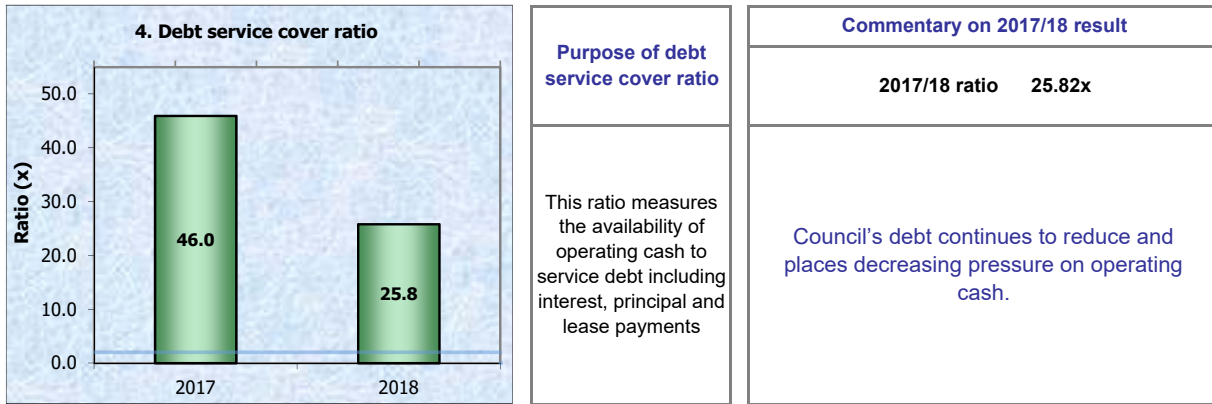 4. Debt service cover ratio
Ratio (x)
50.0
40.0
30.0
20.0
10.0
0.0
46.0
25.8
2017
2018
Purpose of debt
service cover ratio
This ratio measures
the availability of
operating cash to
service debt including
interest, principal and
lease payments
Commentary on 2017/18 result
2017/18 ratio 25.82x
Council's debt continues to reduce and
places decreasing pressure on operating
cash.